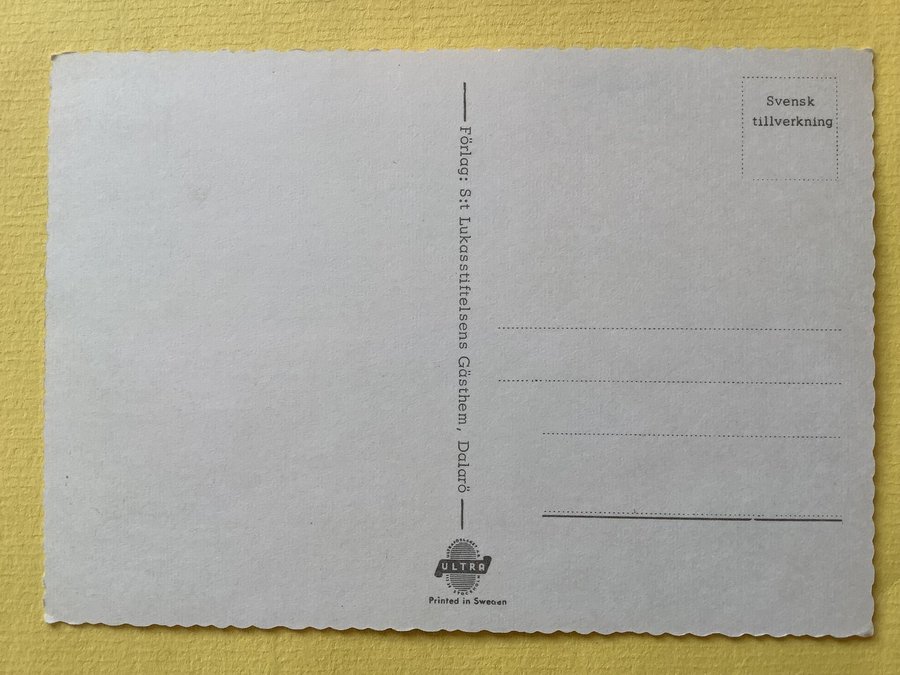 Förlag: S:t Lukasstiftelsens Gästhem, Dalarö
Svensk
tillverkning
ULTRA
Printed in Sweden